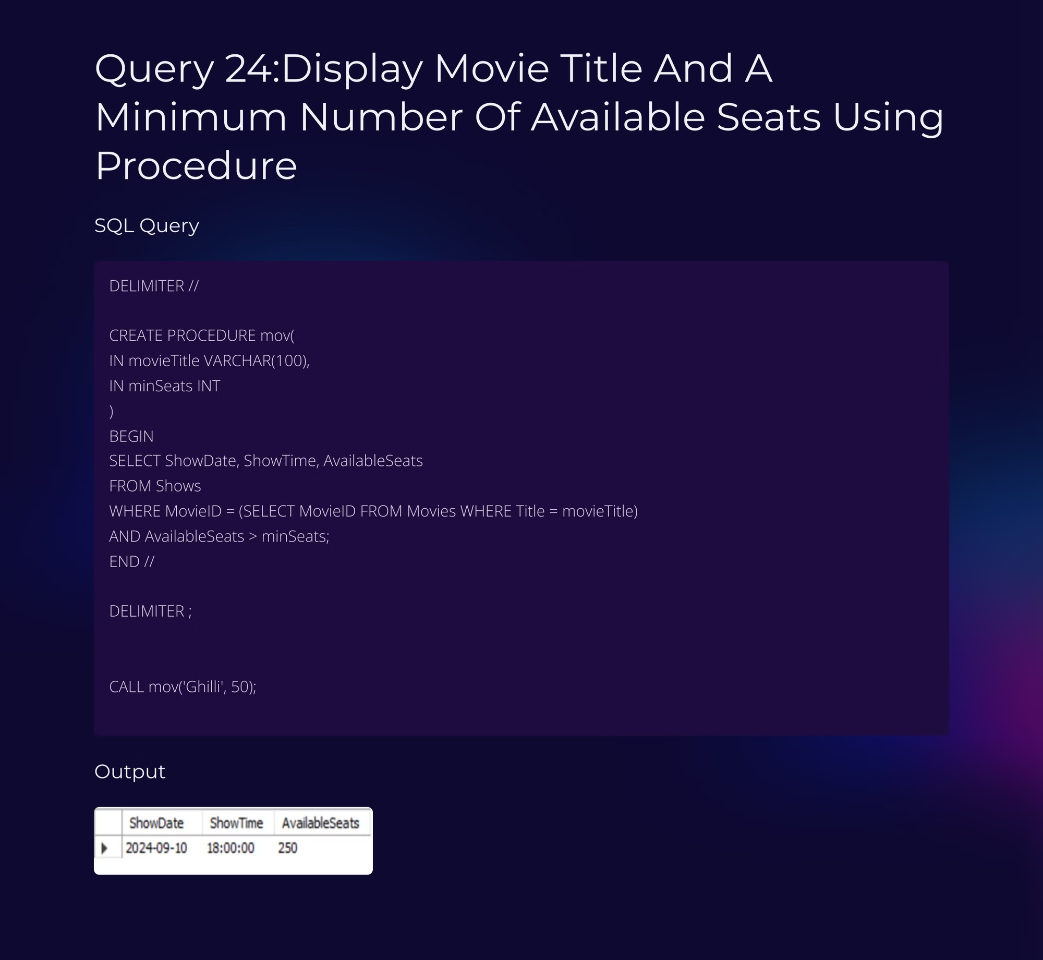 Query 24:Display Movie Title And A
Minimum Number Of Available Seats Using
Procedure
SQL Query
DELIMITER //
CREATE PROCEDURE mov(
IN movieTitle VARCHAR(100),
IN minSeats INT
)
BEGIN
SELECT ShowDate, ShowTime, AvailableSeats
FROM Shows
WHERE MovieID = (SELECT MovieID FROM Movies WHERE Title = movieTitle)
AND AvailableSeats > minSeats;
END //
DELIMITER ;
CALL mov('Ghilli', 50);
Output
ShowDate ShowTime AvailableSeats
2024-09-10 18:00:00 250